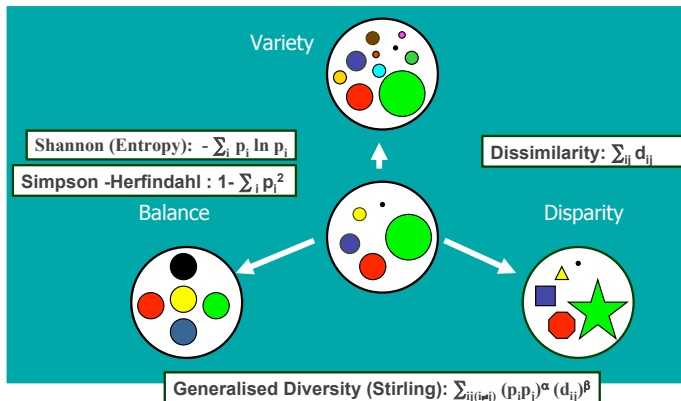 Variety
Shannon (Entropy): - ∑ᵢ pᵢ ln pᵢ
Dissimilarity: ∑ᵢⱼ dᵢⱼ
Simpson -Herfindahl : 1- ∑ ᵢ pᵢ²
Balance
Disparity
Generalised Diversity (Stirling): ∑ᵢⱼ₍ᵢ≠ⱼ₎ (pᵢpⱼ)ᵅ (dᵢⱼ)ᵝ